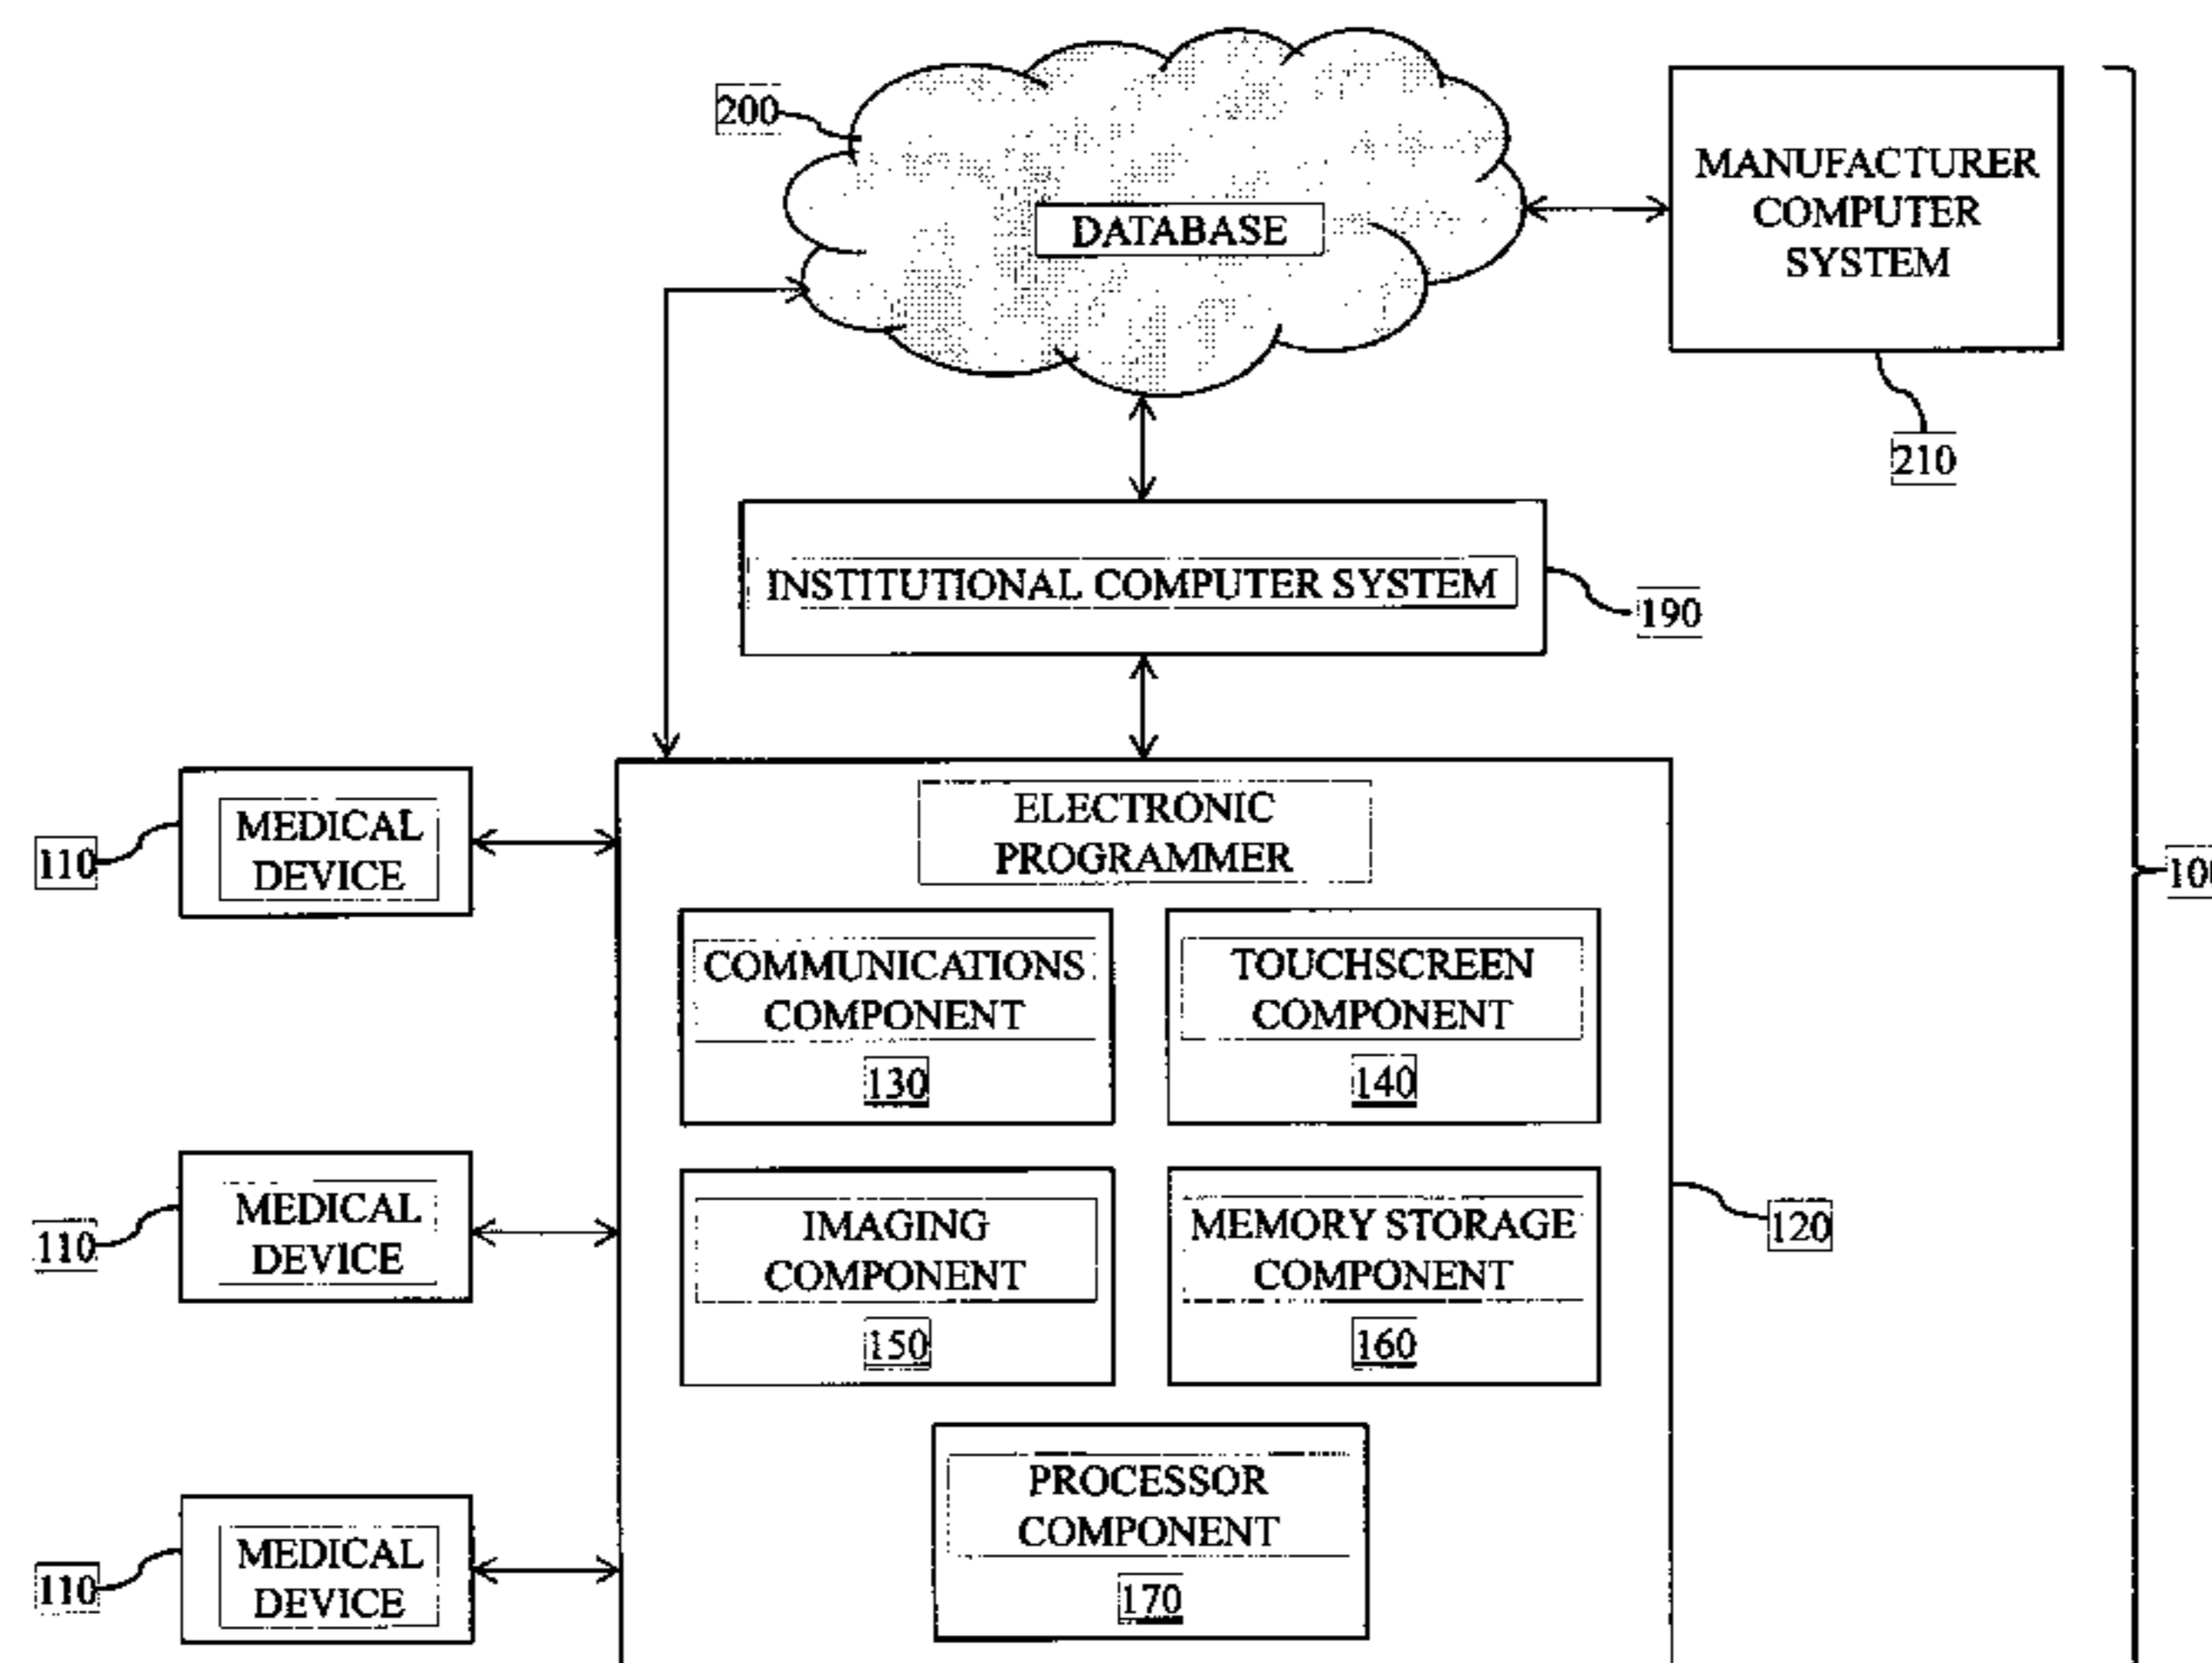 200
DATABASE
MANUFACTURER
COMPUTER
SYSTEM
210
INSTITUTIONAL COMPUTER SYSTEM
190
MEDICAL
DEVICE
110
ELECTRONIC
PROGRAMMER
COMMUNICATIONS
COMPONENT
130
TOUCHSCREEN
COMPONENT
140
MEDICAL
DEVICE
110
IMAGING
COMPONENT
150
MEMORY STORAGE
COMPONENT
160
120
MEDICAL
DEVICE
110
PROCESSOR
COMPONENT
170